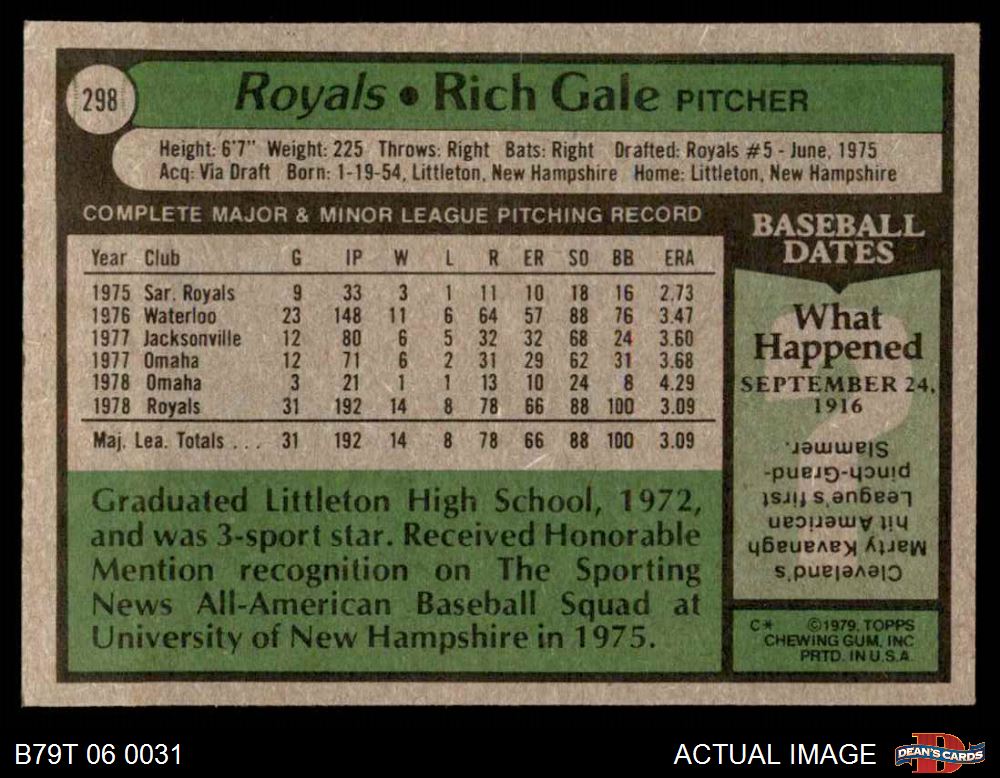 298
Royals • Rich Gale PITCHER
Height: 6'7" Weight: 225 Throws: Right Bats: Right Drafted: Royals #5 - June, 1975
Acq: Via Draft Born: 1-19-54, Littleton, New Hampshire Home: Littleton, New Hampshire
COMPLETE MAJOR & MINOR LEAGUE PITCHING RECORD
Year Club G IP W L R ER SO BB ERA
1975 Sar. Royals 9 33 3 1 11 10 18 16 2.73
1976 Waterloo 23 148 11 6 64 57 88 76 3.47
1977 Jacksonville 12 80 6 5 32 32 68 24 3.60
1977 Omaha 12 71 6 2 31 29 62 31 3.68
1978 Omaha 3 21 1 1 13 10 24 8 4.29
1978 Royals 31 192 14 8 78 66 88 100 3.09
Maj. Lea. Totals . . . 31 192 14 8 78 66 88 100 3.09
Graduated Littleton High School, 1972,
and was 3-sport star. Received Honorable
Mention recognition on The Sporting
News All-American Baseball Squad at
University of New Hampshire in 1975.
BASEBALL
DATES
What
Happened
SEPTEMBER 24,
1916
Cleveland's
Marty Kavanagh
hit American
League's first
pinch-Grand-
Slammer.
C* ©1979, TOPPS
CHEWING GUM, INC
PRTD. IN U.S.A.
B79T 06 0031
ACTUAL IMAGE
DEAN'S CARDS